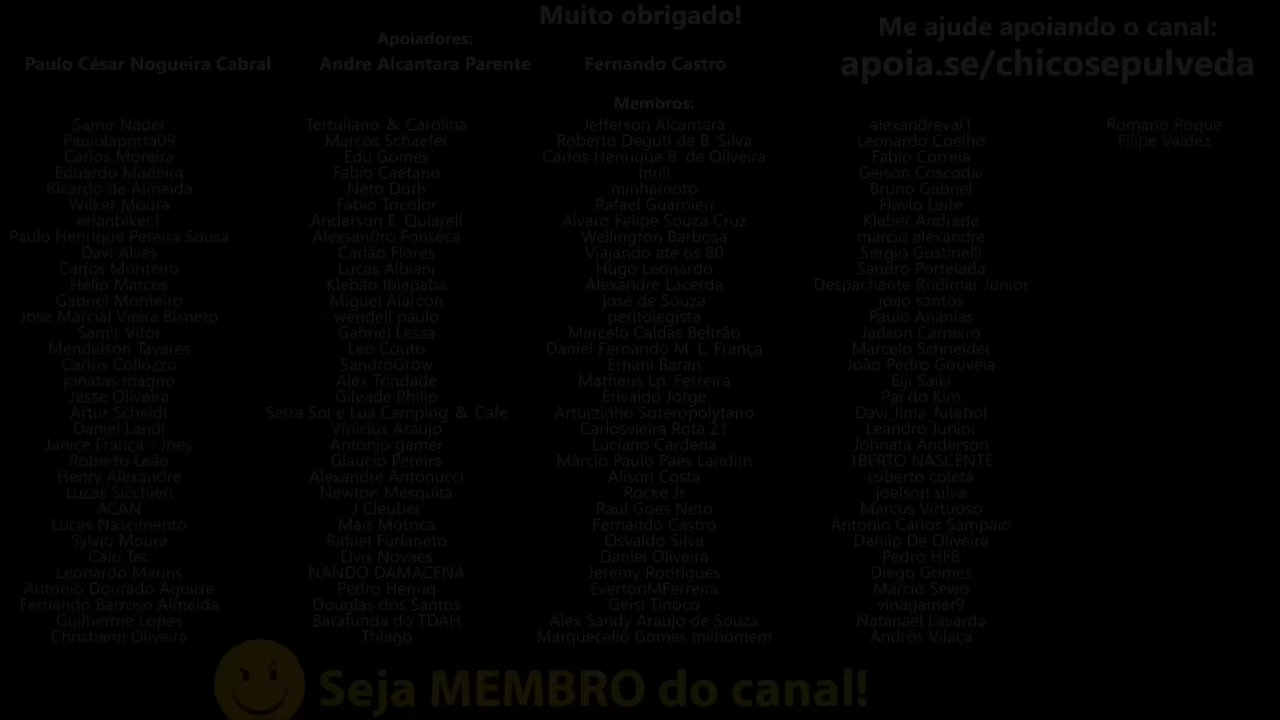 Muito obrigado!
Me ajude apoiando o canal:
apoia.se/chicosepulveda
Apoiadores:
Paulo César Nogueira Cabral
Andre Alcantara Parente
Fernando Castro
Membros:
Samir Nader
Paulolaporta09
Carlos Moreira
Eduardo Madeira
Ricardo de Almeida
Wilker Moura
erlanbiker1
Paulo Henrique Pereira Sousa
Davi Alves
Carlos Monteiro
Hélio Marcos
Gabriel Monteiro
Jose Marcial Vieira Bisneto
Samir Vitor
Mendelson Tavares
Carlos Collozzo
jonatas magno
Jesse Oliveira
Artur Scheidt
Daniel Landi
Janice França - Jhey
Roberto Leão
Henry Alexandre
Lucas Sicchieri
ACAN
Lucas Nascimento
Sylvio Moura
Caio Tec
Leonardo Marins
Antonio Dourado Aguirre
Fernando Barroso Almeida
Guilherme Lopes
Christiann Oliveira
Tertuliano & Carolina
Marcos Schaefer
Edu Gomes
Fabio Caetano
Neto Doth
Fabio Tricolor
Anderson E. Quiareli
Alexsandro Fonsêca
Carlão Flores
Lucas Albiani
Klebão Ibiapaba
Miguel Alarcon
wendell paulo
Gabriel Lessa
Leo Couto
SandroGrow
Alex Trindade
Gileade Philip
Serra Sol e Lua Camping & Cafe
Vinicius Araujo
Antonio gamer
Glaucio Pereira
Alexandre Antonucci
Newton Mesquita
J Cleuber
Mais Motoca
Rafael Furlaneto
Elvis Novaes
NANDO DAMACENA
Pedro Henriq
Douglas dos Santos
Barafunda do TDAH
Thiago
Jefferson Alcantara
Roberto Deguti de B. Silva
Carlos Henrique B. de Oliveira
minhamoto
Rafael Guarnieri
Alvaro Felipe Souza Cruz
Wellington Barbosa
Viajando até os 80
Hugo Leonardo
Alexandre Lacerda
jose de Souza
peritolegista
Marcelo Caldas Beltrão
Daniel Fernando M. L. França
Ernani Baran
Matheus Lp. Ferreira
Erivaldo Jorge
Arturzinho Soteropolytano
Carlosvieira Rota 21
Luciano Cardena
Márcio Paulo Paes Landim
Alison Costa
Rocke Jr
Raul Goes Neto
Fernando Castro
Osvaldo Silva
Daniel Oliveira
Jeremy Rodrigues
EvertonMFerreira
Geisi Tinoco
Alex Sandy Araujo de Souza
Marquecelio Gomes milhomem
alexandreval1
Leonardo Coelho
Fabio Correia
Geison Coscodai
Bruno Gabriel
Flavio Leite
Kleber Andrade
marcio alexandre
Sergio Gustinelli
Sandro Portelada
Despachante Rudimar Júnior
joao santos
Paulo Ananias
Jadson Carneiro
Marcelo Schneider
João Pedro Gouveia
Eiji Saiki
Pai do Kim
Davi_lima_futebol
Leandro Junior
Johnata Anderson
1BERTO NASCENTE
roberto coleta
joelson silva
Marcus Virtuoso
Antonio Carlos Sampaio
Danilo De Oliveira
Pedro HFB
Diego Gomes
Marcio Sewo
vinagamer9
Natanael Lavarda
Andros Vilaça
Romario Roque
Filipe Valdez
Seja MEMBRO do canal!